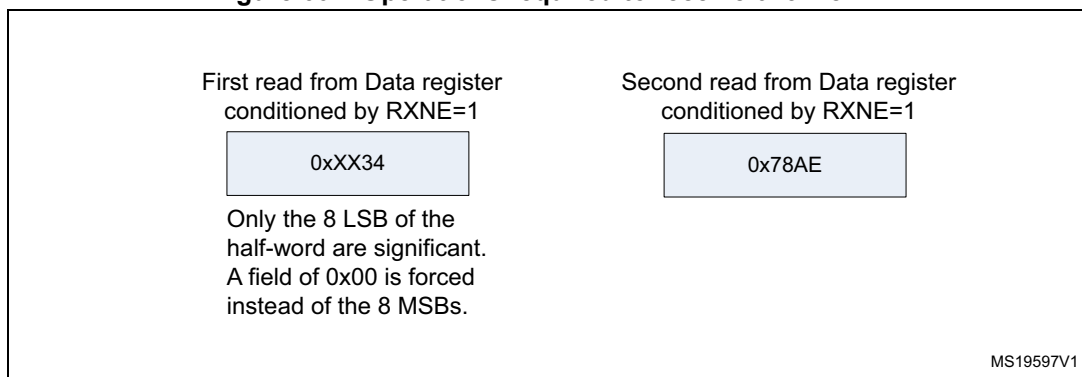 First read from Data register
conditioned by RXNE=1
0xXX34
Only the 8 LSB of the
half-word are significant.
A field of 0x00 is forced
instead of the 8 MSBs.
Second read from Data register
conditioned by RXNE=1
0x78AE
MS19597V1